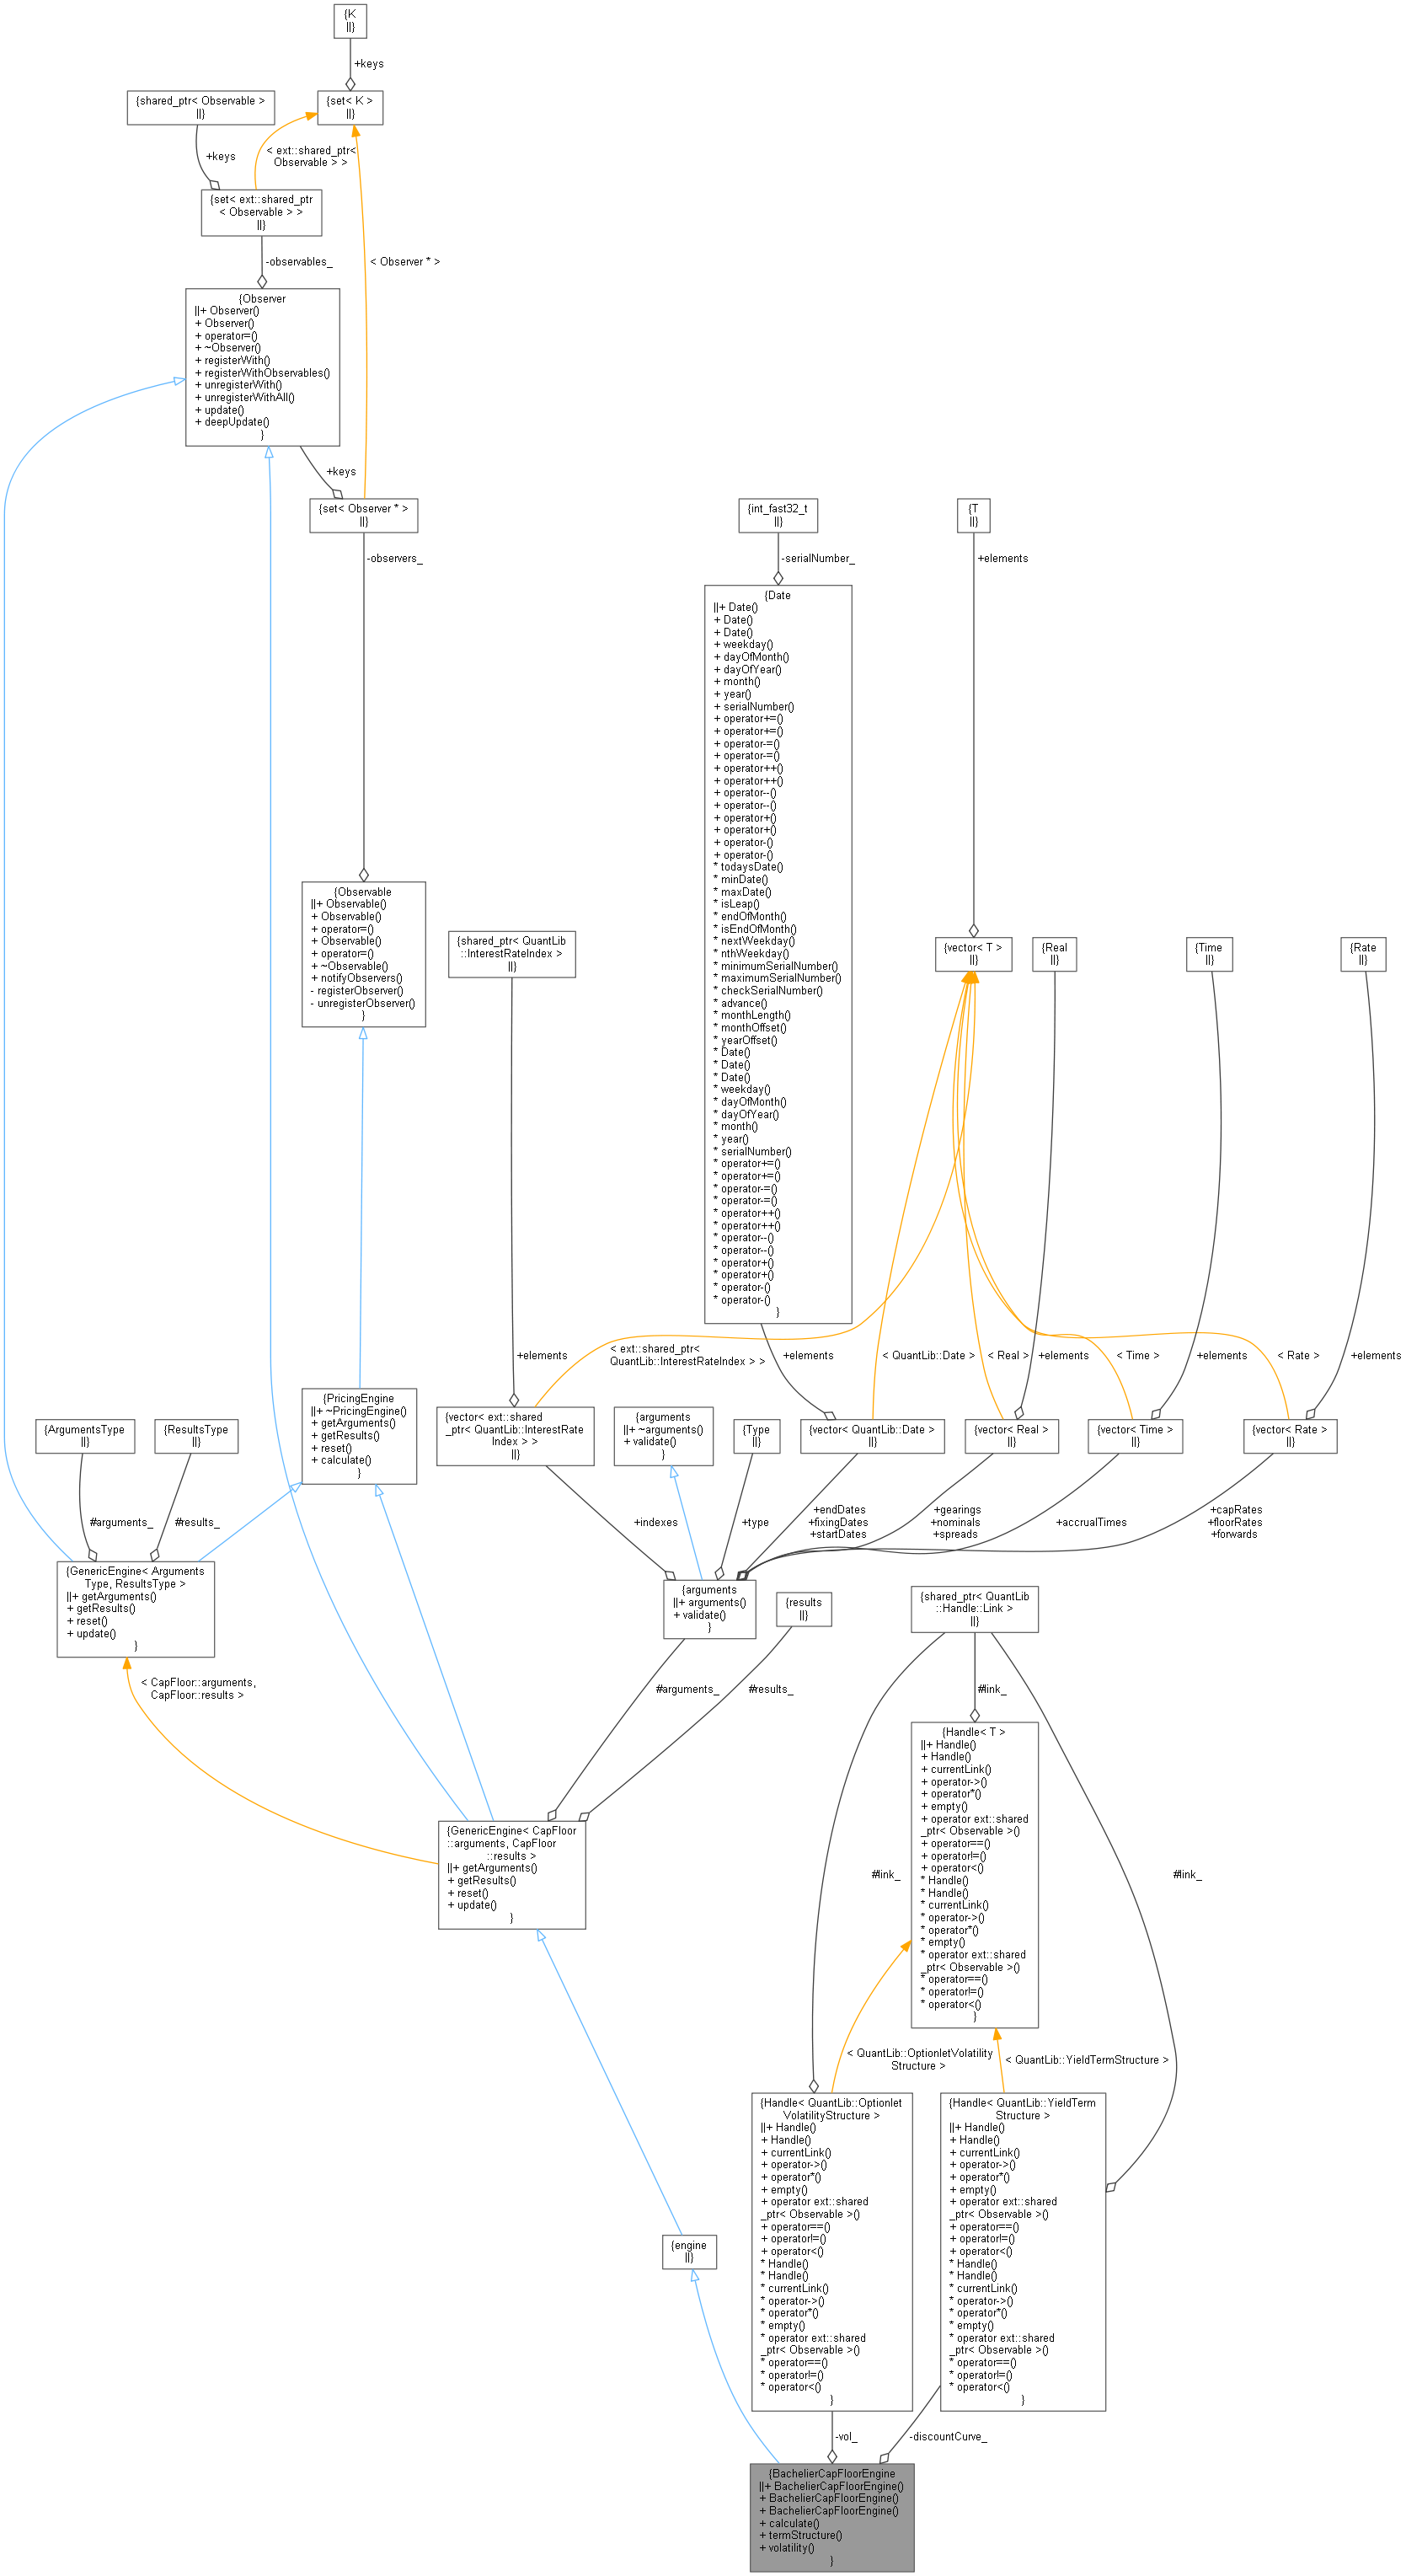 {K
||}
+keys
{shared_ptr< Observable >
||}
{set< K >
||}
+keys
< ext::shared_ptr<
Observable > >
{set< ext::shared_ptr
< Observable > >
||}
-observables_
< Observer * >
{Observer
||+ Observer()
+ Observer()
+ operator=()
+ ~Observer()
+ registerWith()
+ registerWithObservables()
+ unregisterWith()
+ unregisterWithAll()
+ update()
+ deepUpdate()
}
+keys
{set< Observer * >
||}
-observers_
{int_fast32_t
||}
-serialNumber_
{T
||}
+elements
{Date
||+ Date()
+ Date()
+ Date()
+ weekday()
+ dayOfMonth()
+ dayOfYear()
+ month()
+ year()
+ serialNumber()
+ operator+=()
+ operator+=()
+ operator-=()
+ operator-=()
+ operator++()
+ operator++()
+ operator--()
+ operator--()
+ operator+()
+ operator+()
+ operator-()
+ operator-()
* todaysDate()
* minDate()
* maxDate()
* isLeap()
* endOfMonth()
* isEndOfMonth()
* nextWeekday()
* nthWeekday()
* minimumSerialNumber()
* maximumSerialNumber()
* checkSerialNumber()
* advance()
* monthLength()
* monthOffset()
* yearOffset()
* Date()
* Date()
* Date()
* weekday()
* dayOfMonth()
* dayOfYear()
* month()
* year()
* serialNumber()
* operator+=()
* operator+=()
* operator-=()
* operator-=()
* operator++()
* operator++()
* operator--()
* operator--()
* operator+()
* operator+()
* operator-()
* operator-()
}
{Observable
||+ Observable()
+ Observable()
+ operator=()
+ Observable()
+ operator=()
+ ~Observable()
+ notifyObservers()
- registerObserver()
- unregisterObserver()
}
{shared_ptr< QuantLib
::InterestRateIndex >
||}
{vector< T >
||}
{Real
||}
{Time
||}
{Rate
||}
+elements
< ext::shared_ptr<
QuantLib::InterestRateIndex > >
+elements
< QuantLib::Date >
< Real >
+elements
< Time >
+elements
< Rate >
+elements
{PricingEngine
||+ ~PricingEngine()
+ getArguments()
+ getResults()
+ reset()
+ calculate()
}
{ArgumentsType
||}
{ResultsType
||}
{vector< ext::shared
_ptr< QuantLib::InterestRate
Index > >
||}
{arguments
||+ ~arguments()
+ validate()
}
{Type
||}
{vector< QuantLib::Date >
||}
{vector< Real >
||}
{vector< Time >
||}
{vector< Rate >
||}
#arguments_
#results_
+indexes
+type
+endDates
+fixingDates
+startDates
+gearings
+nominals
+spreads
+accrualTimes
+capRates
+floorRates
+forwards
{GenericEngine< Arguments
Type, ResultsType >
||+ getArguments()
+ getResults()
+ reset()
+ update()
}
{arguments
||+ arguments()
+ validate()
}
{results
||}
{shared_ptr< QuantLib
::Handle::Link >
||}
< CapFloor::arguments,
CapFloor::results >
#arguments_
#results_
#link_
{Handle< T >
||+ Handle()
+ Handle()
+ currentLink()
+ operator->()
+ operator*()
+ empty()
+ operator ext::shared
_ptr< Observable >()
+ operator==()
+ operator!=()
+ operator<()
* Handle()
* Handle()
* currentLink()
* operator->()
* operator*()
* empty()
* operator ext::shared
_ptr< Observable >()
* operator==()
* operator!=()
* operator<()
}
{GenericEngine< CapFloor
::arguments, CapFloor
::results >
||+ getArguments()
+ getResults()
+ reset()
+ update()
}
#link_
#link_
< QuantLib::OptionletVolatility
Structure >
< QuantLib::YieldTermStructure >
{Handle< QuantLib::Optionlet
VolatilityStructure >
||+ Handle()
+ Handle()
+ currentLink()
+ operator->()
+ operator*()
+ empty()
+ operator ext::shared
_ptr< Observable >()
+ operator==()
+ operator!=()
+ operator<()
* Handle()
* Handle()
* currentLink()
* operator->()
* operator*()
* empty()
* operator ext::shared
_ptr< Observable >()
* operator==()
* operator!=()
* operator<()
}
{Handle< QuantLib::YieldTerm
Structure >
||+ Handle()
+ Handle()
+ currentLink()
+ operator->()
+ operator*()
+ empty()
+ operator ext::shared
_ptr< Observable >()
+ operator==()
+ operator!=()
+ operator<()
* Handle()
* Handle()
* currentLink()
* operator->()
* operator*()
* empty()
* operator ext::shared
_ptr< Observable >()
* operator==()
* operator!=()
* operator<()
}
{engine
||}
-vol_
-discountCurve_
{BachelierCapFloorEngine
||+ BachelierCapFloorEngine()
+ BachelierCapFloorEngine()
+ BachelierCapFloorEngine()
+ calculate()
+ termStructure()
+ volatility()
}